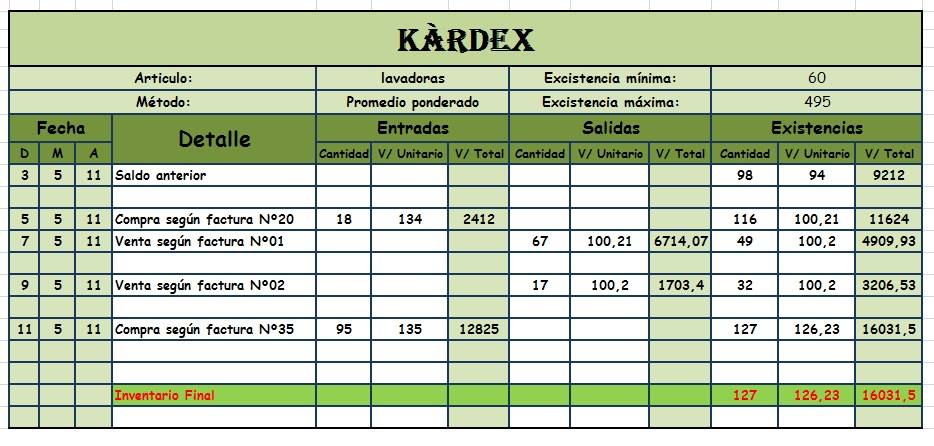 KÀRDEX
Articulo: lavadoras Excistencia mínima: 60
Método: Promedio ponderado Excistencia máxima: 495
Fecha Detalle Entradas Salidas Existencias
D M A Cantidad V/ Unitario V/ Total Cantidad V/ Unitario V/ Total Cantidad V/ Unitario V/ Total
3 5 11 Saldo anterior 98 94 9212
5 5 11 Compra según factura Nº20 18 134 2412 116 100,21 11624
7 5 11 Venta según factura Nº01 67 100,21 6714,07 49 100,2 4909,93
9 5 11 Venta según factura Nº02 17 100,2 1703,4 32 100,2 3206,53
11 5 11 Compra según factura Nº35 95 135 12825 127 126,23 16031,5
Inventario Final 127 126,23 16031,5